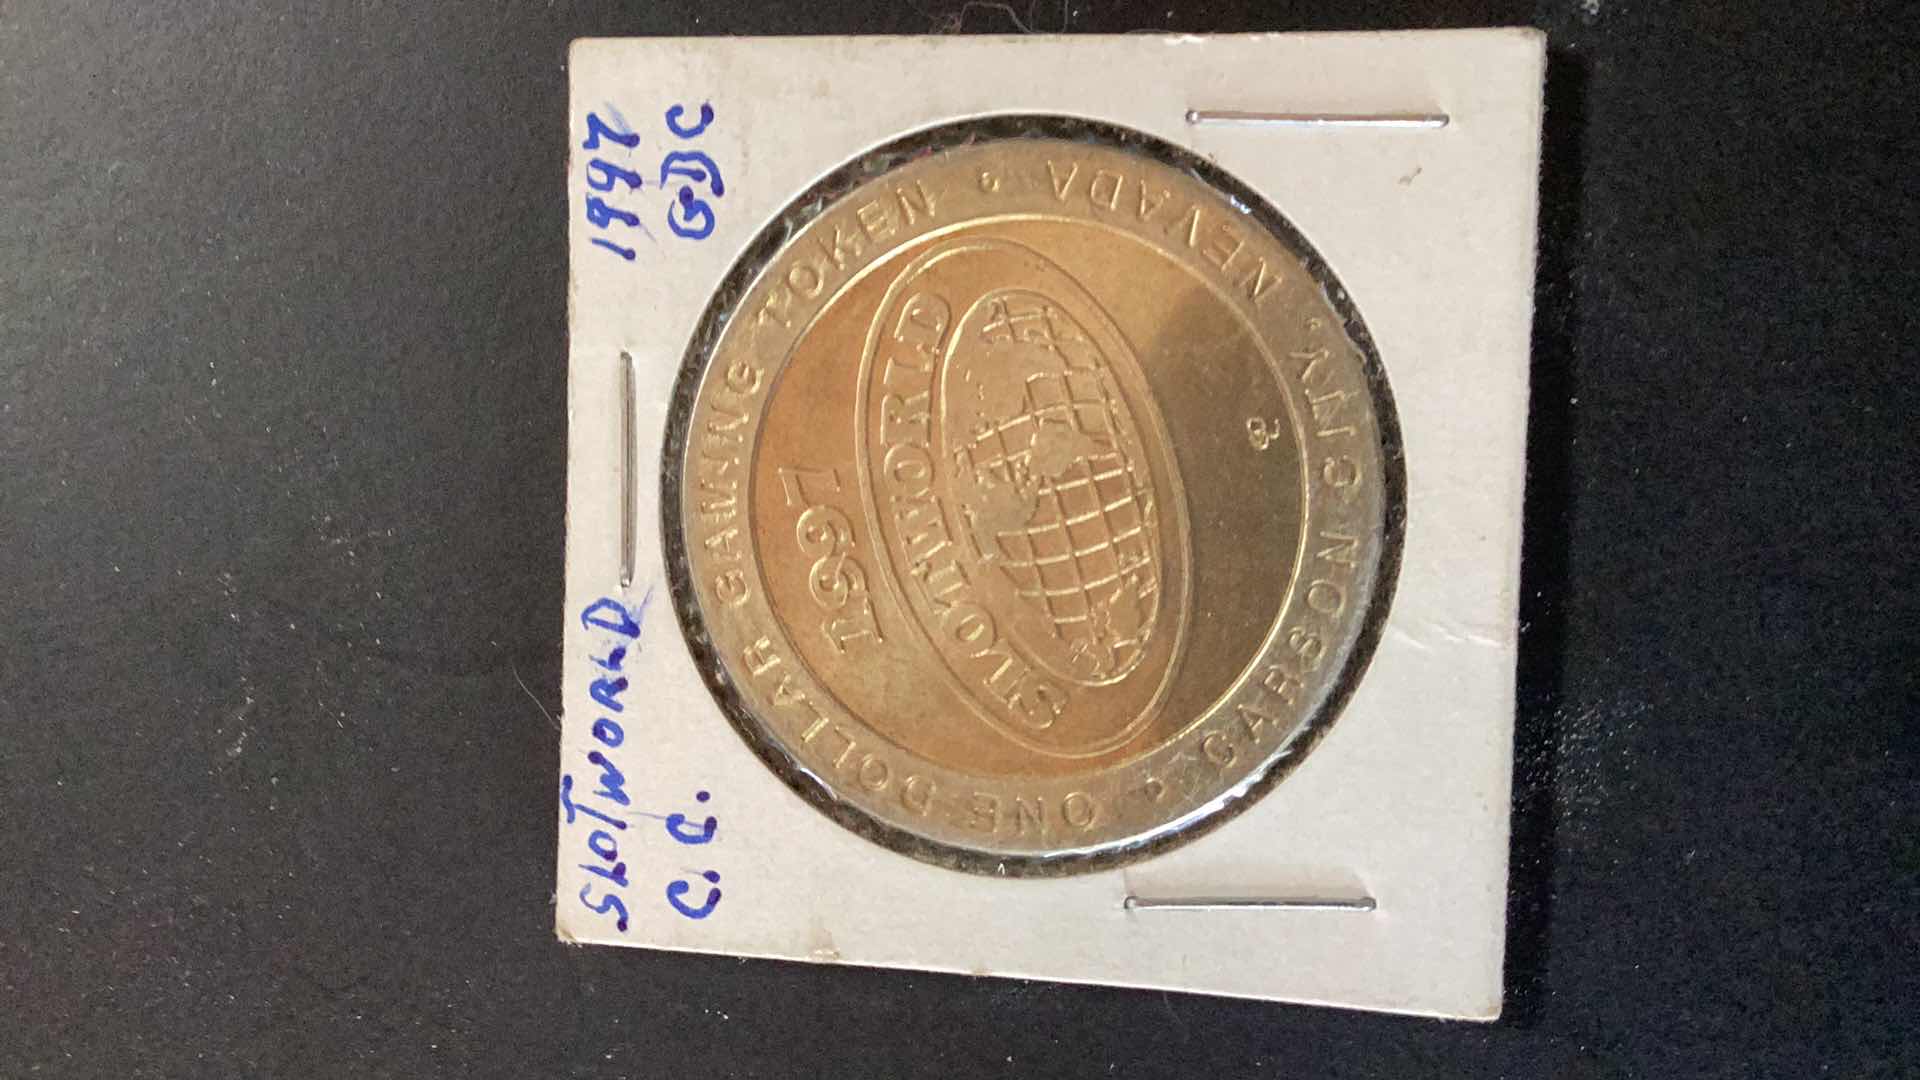 SLOTWORLD 1997
C.C. GDC
ONE DOLLAR GAMING TOKEN
1997
SLOTWORLD
CARSON CITY, NEVADA